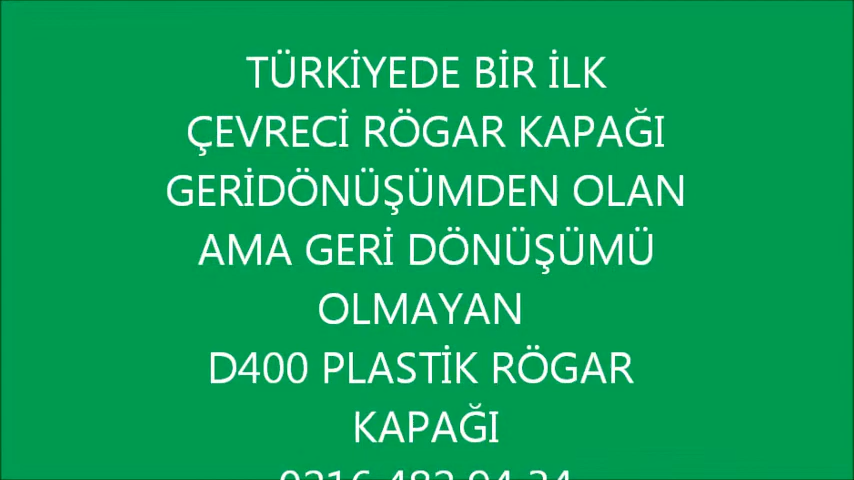 TÜRKİYEDE BİR İLK
ÇEVRECİ RÖGAR KAPAĞI
GERİDÖNÜŞÜMDEN OLAN
AMA GERİ DÖNÜŞÜMÜ
OLMAYAN
D400 PLASTİK RÖGAR
KAPAĞI